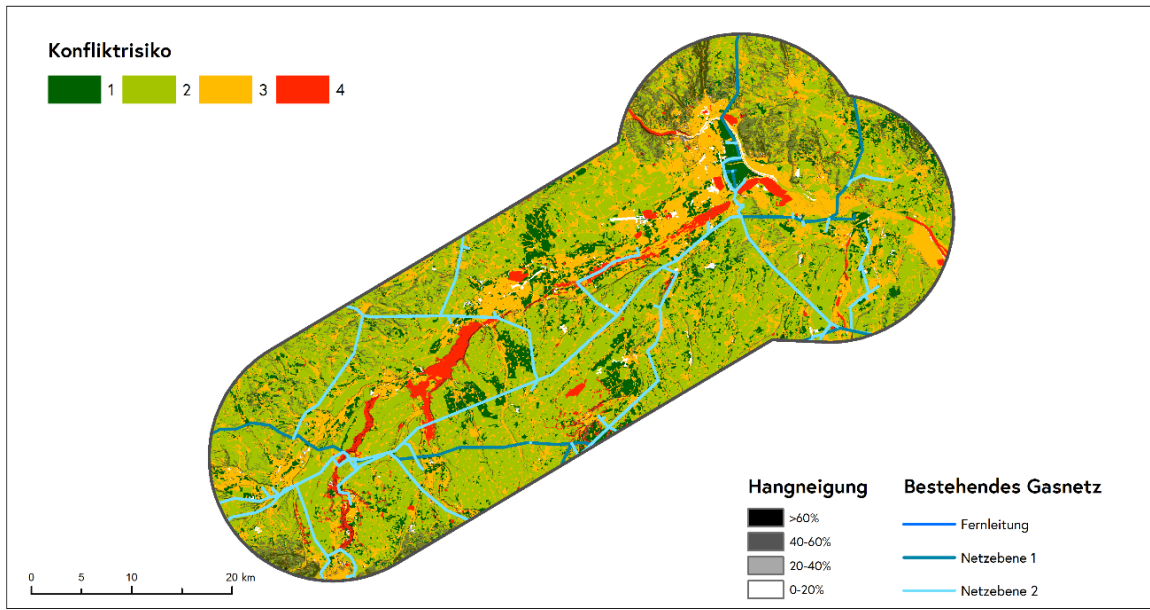 Konfliktrisiko
1 2 3 4
Hangneigung
>60%
40-60%
20-40%
0-20%
Bestehendes Gasnetz
Fernleitung
Netzebene 1
Netzebene 2
0 5 10 20 km